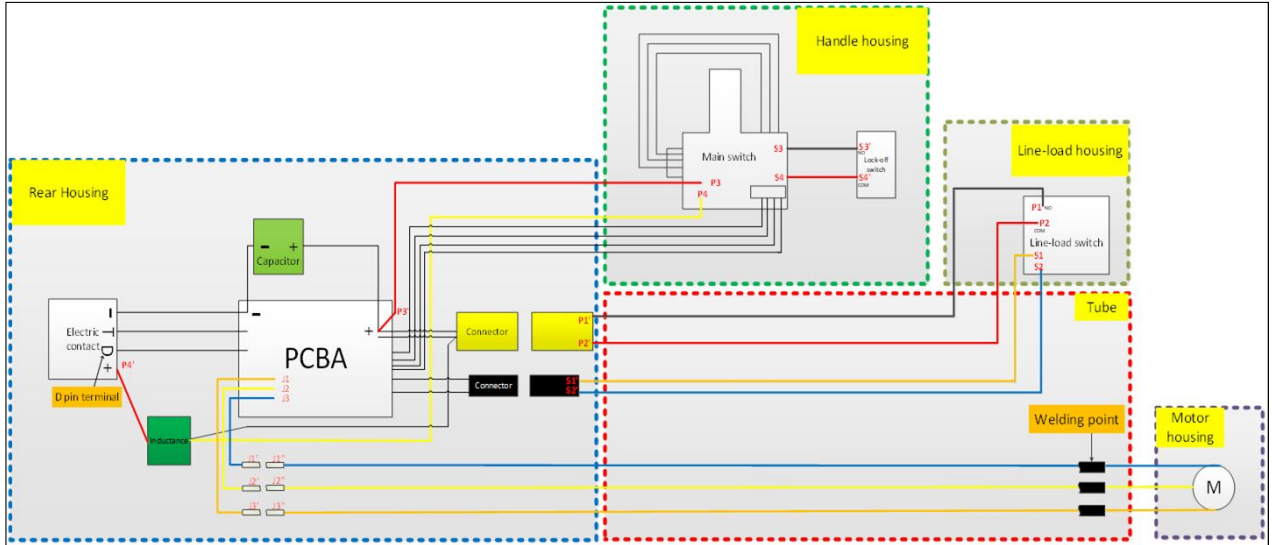 Handle housing
Main switch
S3
S4
P3
P4
S3'
NO
Lock-off
switch
S4'
COM
Line-load housing
P1
NO
P2
COM
Line-load switch
S1
S2
Rear Housing
Capacitor
Electric
contact
T
D
P4'
D pin terminal
PCBA
P3'
J1
J2
J3
Connector
P1'
P2'
Connector
S1'
S2'
Inductance
Tube
Welding point
Motor
housing
M
J1'
J1"
J2'
J2"
J3'
J3"